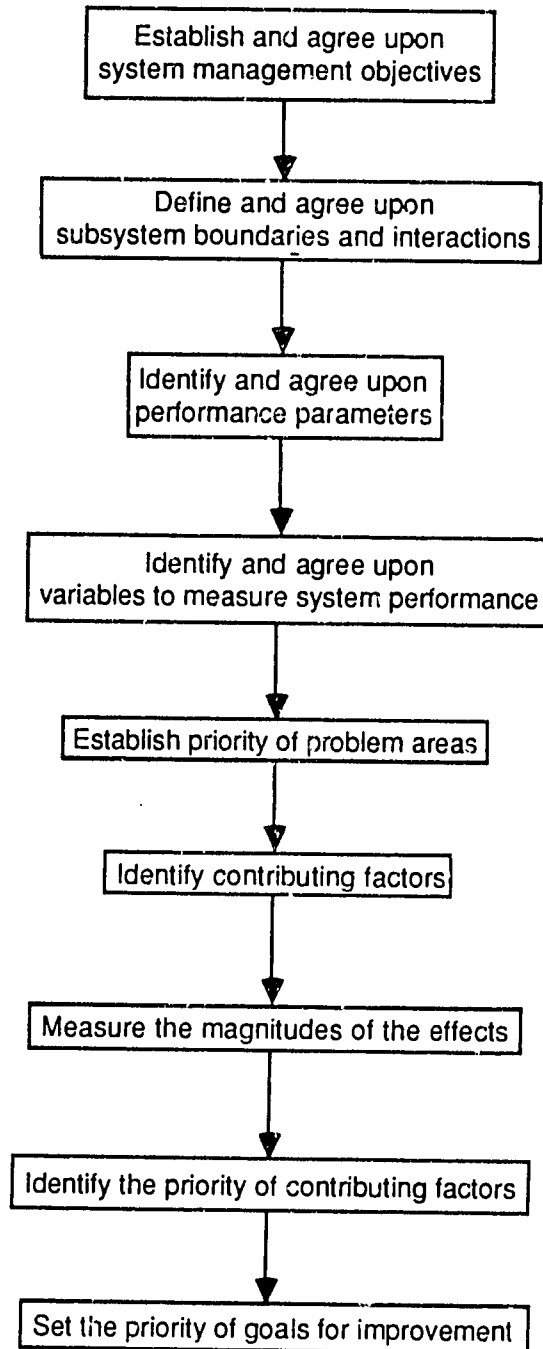 Establish and agree upon
system management objectives
Define and agree upon
subsystem boundaries and interactions
Identify and agree upon
performance parameters
Identify and agree upon
variables to measure system performance
Establish priority of problem areas
Identify contributing factors
Measure the magnitudes of the effects
Identify the priority of contributing factors
Set the priority of goals for improvement